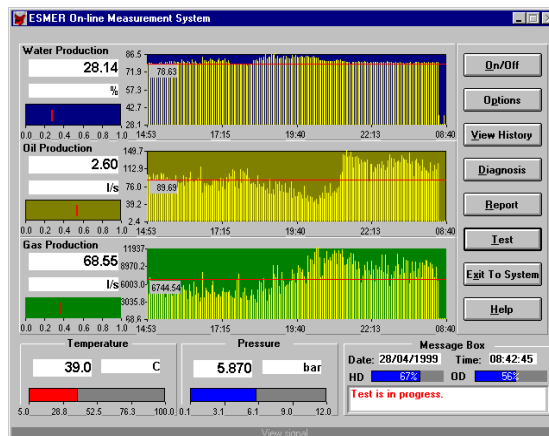 ESMER On-line Measurement System
Water Production
28.14
%
0.0 0.2 0.4 0.6 0.8 1.0
86.5
71.9
57.3
42.7
28.1
78.63
14:53 17:15 19:40 22:13 08:40
Oil Production
2.60
l/s
0.0 0.2 0.4 0.6 0.8 1.0
149.7
112.9
76.0
39.2
2.4
89.69
14:53 17:15 19:40 22:13 08:40
Gas Production
68.55
l/s
0.0 0.2 0.4 0.6 0.8 1.0
11937
8970.2
6003.0
3035.8
68.6
6744.54
14:53 17:15 19:40 22:13 08:40
On/Off
Options
View History
Diagnosis
Report
Test
Exit To System
Help
Temperature
39.0 C
5.0 28.8 52.5 76.3 100.0
Pressure
5.870 bar
0.1 3.1 6.1 9.0 12.0
Message Box
Date: 28/04/1999 Time: 08:42:45
HD 67% OD 56%
Test is in progress.
View signal